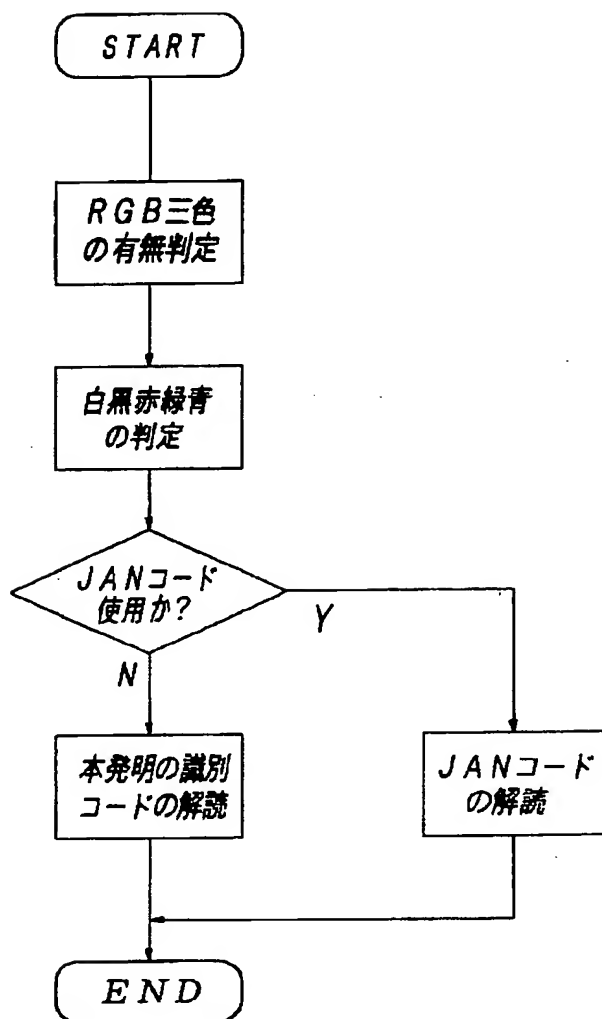 START
RGB三色
の有無判定
白黒赤緑青
の判定
JANコード
使用か?
Y
N
本発明の識別
コードの解読
JANコード
の解読
END